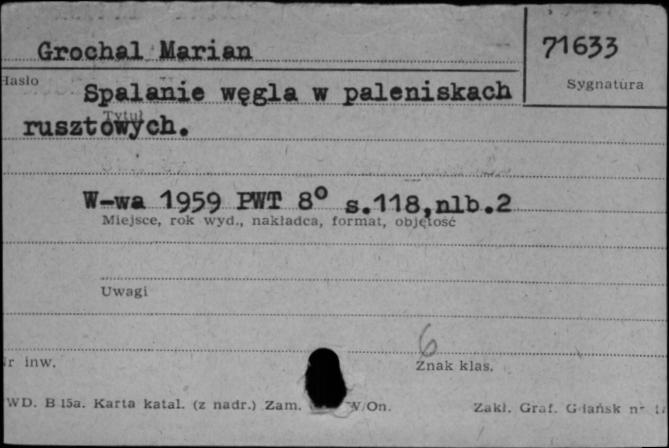 Grochal Marian
71633
Hasło
Sygnatura
Spalanie węgla w paleniskach
Tytuł
rusztowych.
W-wa 1959 PWT 8° s.118,nlb.2
Miejsce, rok wyd., nakładca, format, objętość
Uwagi
6
Nr inw.
Znak klas.
WD. B 15a. Karta katal. (z nadr.) Zam. W/On.
Zakł. Graf. Gdańsk n-